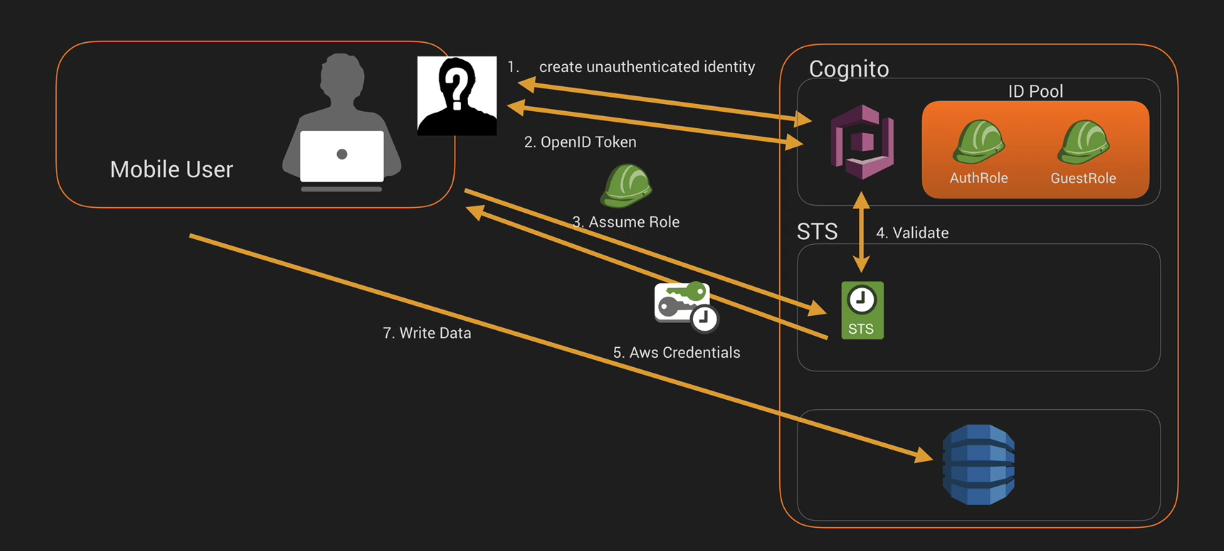 Cognito
1. create unauthenticated identity
ID Pool
2. OpenID Token
Mobile User
AuthRole
GuestRole
3. Assume Role
STS
4. Validate
STS
7. Write Data
5. Aws Credentials